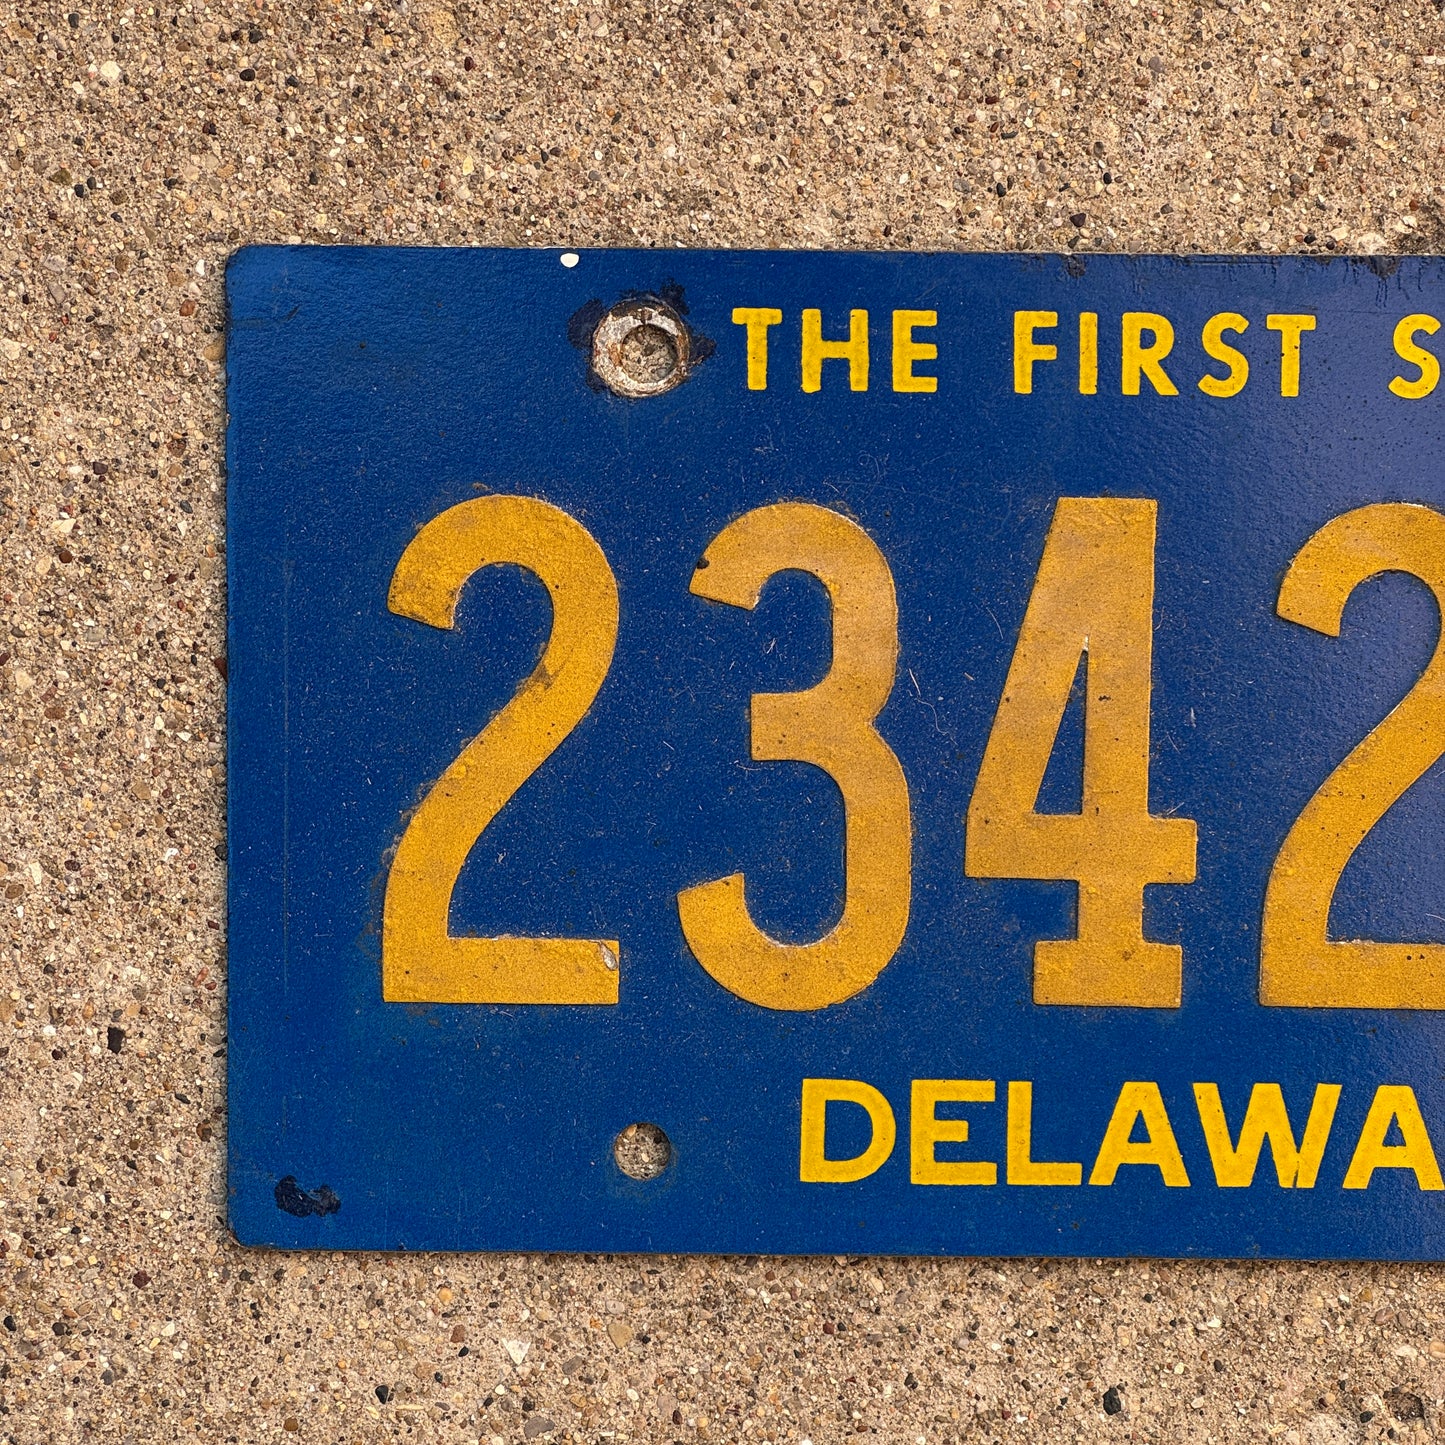 THE FIRST S
2342
DELAWA